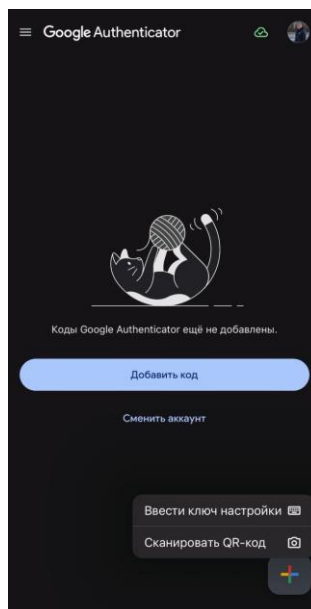 Google Authenticator
Коды Google Authenticator ещё не добавлены.
Добавить код
Сменить аккаунт
Ввести ключ настройки
Сканировать QR-код